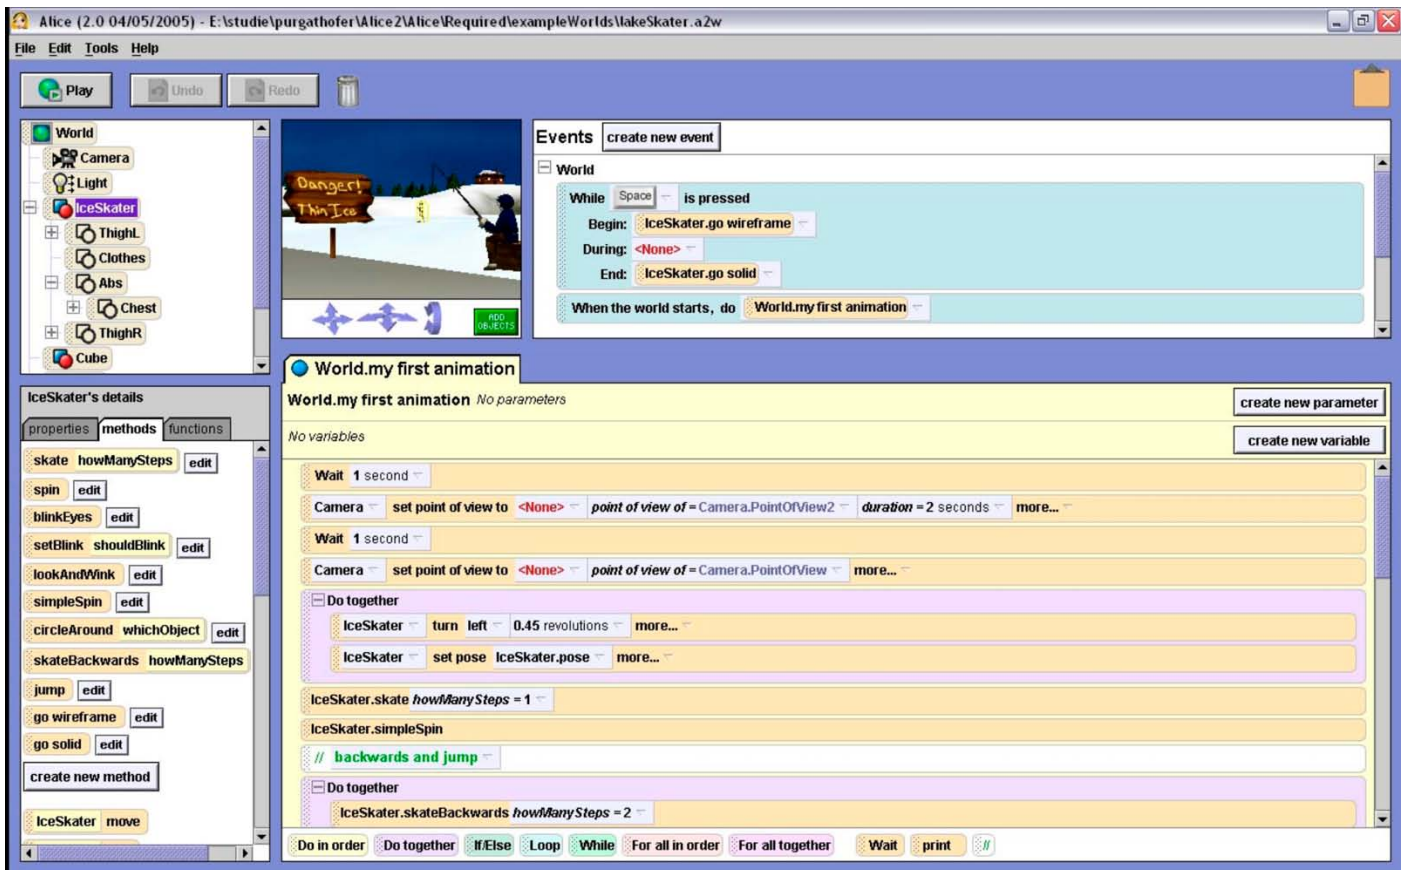 Alice (2.0 04/05/2005) - E:\studie\purgathofer\Alice2\Alice\Required\exampleWorlds\lakeSkater.a2w
File Edit Tools Help
Play Undo Redo
World
Camera
Light
IceSkater
ThighL
Clothes
Abs
Chest
ThighR
Cube
Danger!
Thin Ice
ADD
OBJECTS
Events create new event
World
While Space is pressed
Begin: IceSkater.go wireframe
During: <None>
End: IceSkater.go solid
When the world starts, do World.my first animation
IceSkater's details
properties methods functions
skate howManySteps edit
spin edit
blinkEyes edit
setBlink shouldBlink edit
lookAndWink edit
simpleSpin edit
circleAround whichObject edit
skateBackwards howManySteps
jump edit
go wireframe edit
go solid edit
create new method
IceSkater move
World.my first animation
World.my first animation No parameters create new parameter
No variables create new variable
Wait 1 second
Camera set point of view to <None> point of view of = Camera.PointOfView2 duration = 2 seconds more...
Wait 1 second
Camera set point of view to <None> point of view of = Camera.PointOfView more...
Do together
IceSkater turn left 0.45 revolutions more...
IceSkater set pose IceSkater.pose more...
IceSkater.skate howManySteps = 1
IceSkater.simpleSpin
// backwards and jump
Do together
IceSkater.skateBackwards howManySteps = 2
Do in order Do together If/Else Loop While For all in order For all together Wait print //